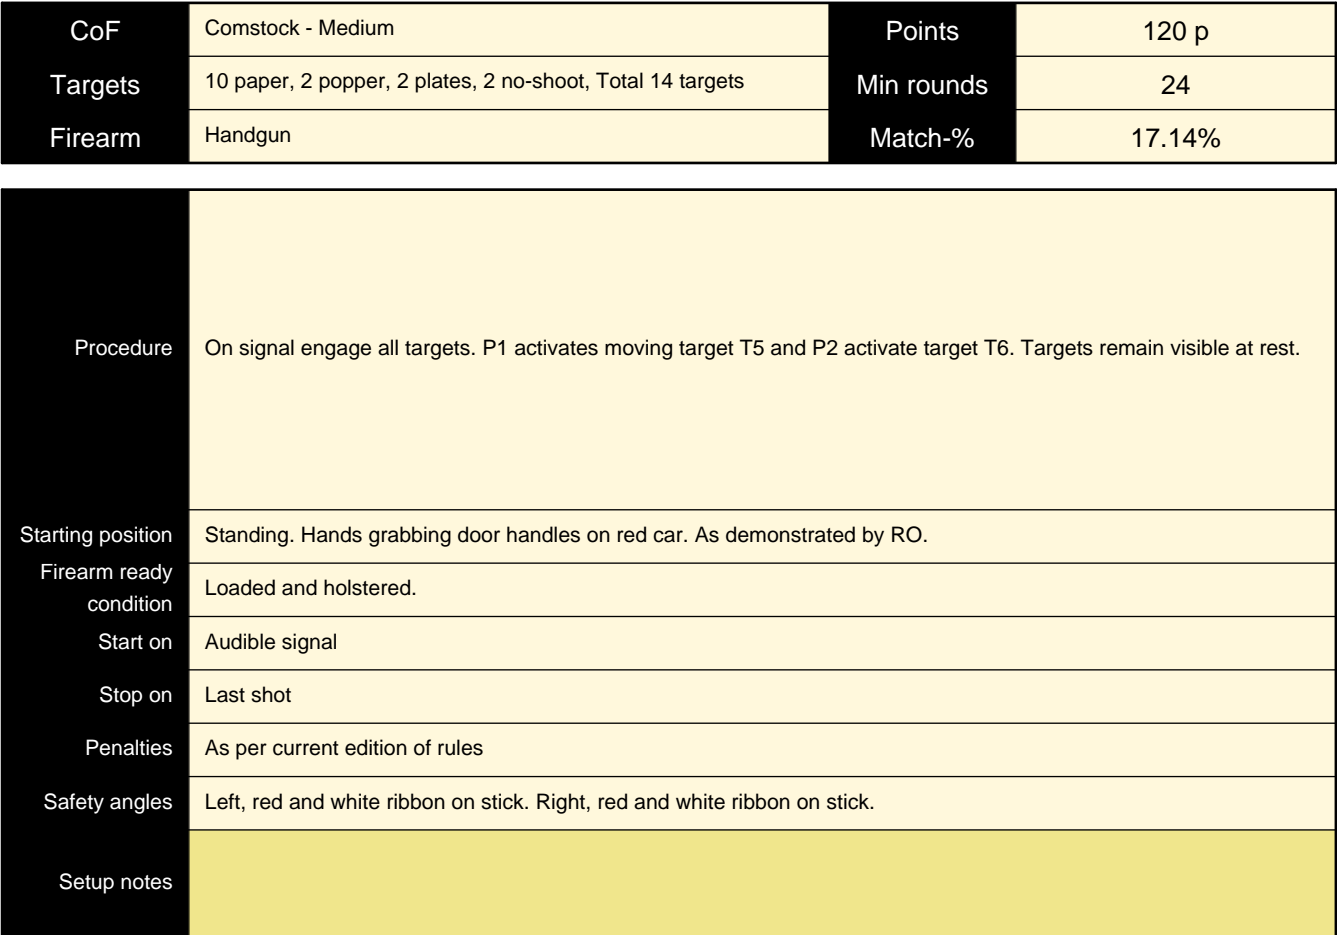 CoF Comstock - Medium Points 120 p
Targets 10 paper, 2 popper, 2 plates, 2 no-shoot, Total 14 targets Min rounds 24
Firearm Handgun Match-% 17.14%
Procedure On signal engage all targets. P1 activates moving target T5 and P2 activate target T6. Targets remain visible at rest.
Starting position Standing. Hands grabbing door handles on red car. As demonstrated by RO.
Firearm ready
condition Loaded and holstered.
Start on Audible signal
Stop on Last shot
Penalties As per current edition of rules
Safety angles Left, red and white ribbon on stick. Right, red and white ribbon on stick.
Setup notes